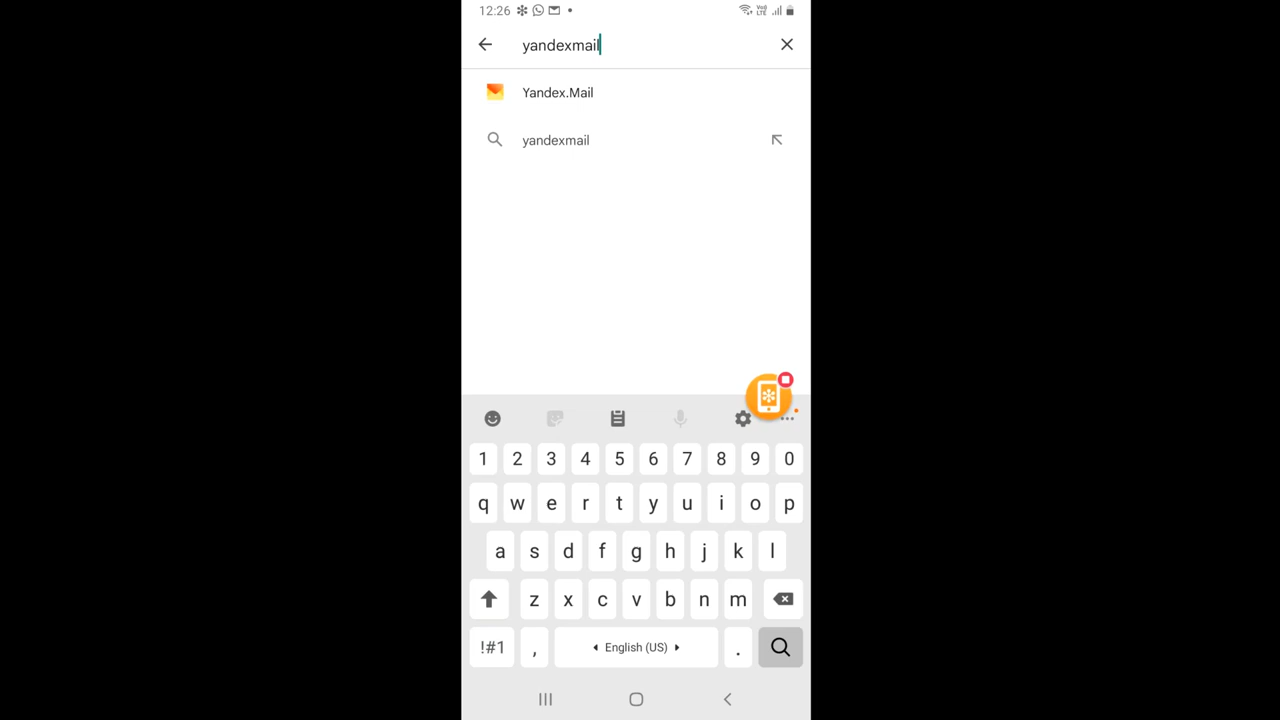 12:26
yandexmail
Yandex.Mail
yandexmail
1 2 3 4 5 6 7 8 9 0
q w e r t y u i o p
a s d f g h j k l
z x c v b n m
!#1 , English (US) .